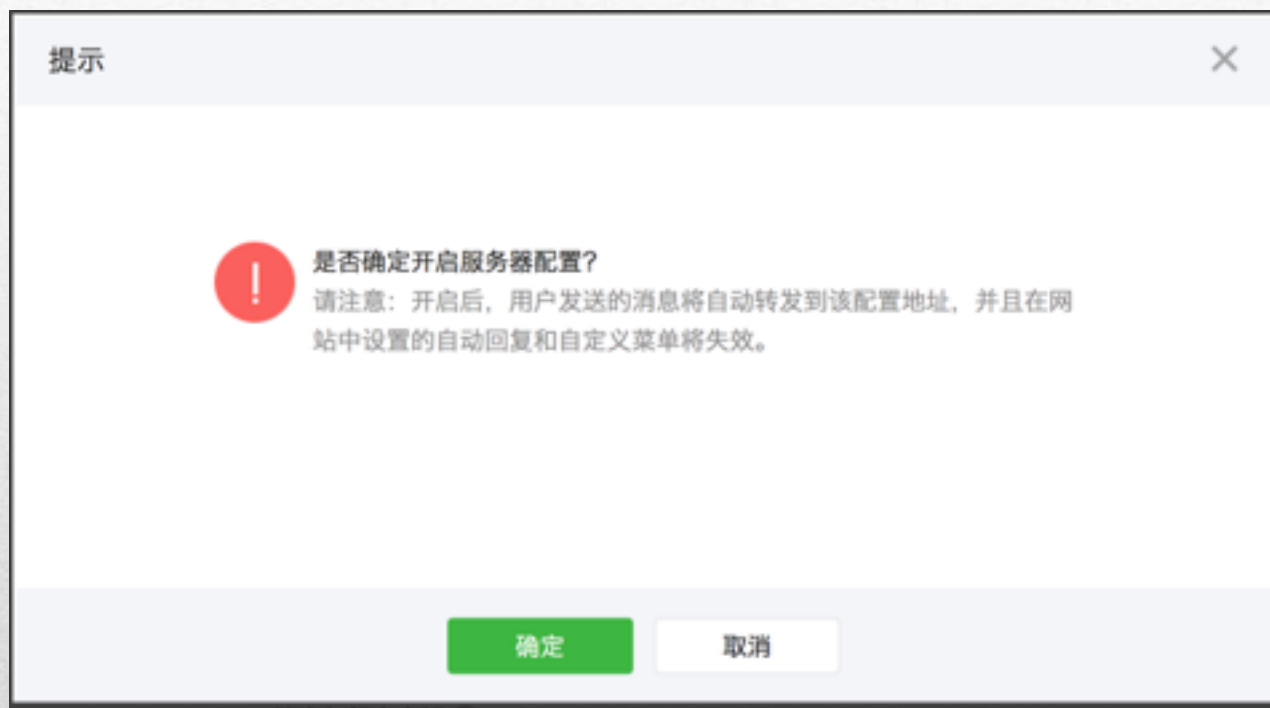 提示
是否确定开启服务器配置?
请注意：开启后，用户发送的消息将自动转发到该配置地址，并且在网
站中设置的自动回复和自定义菜单将失效。
确定
取消